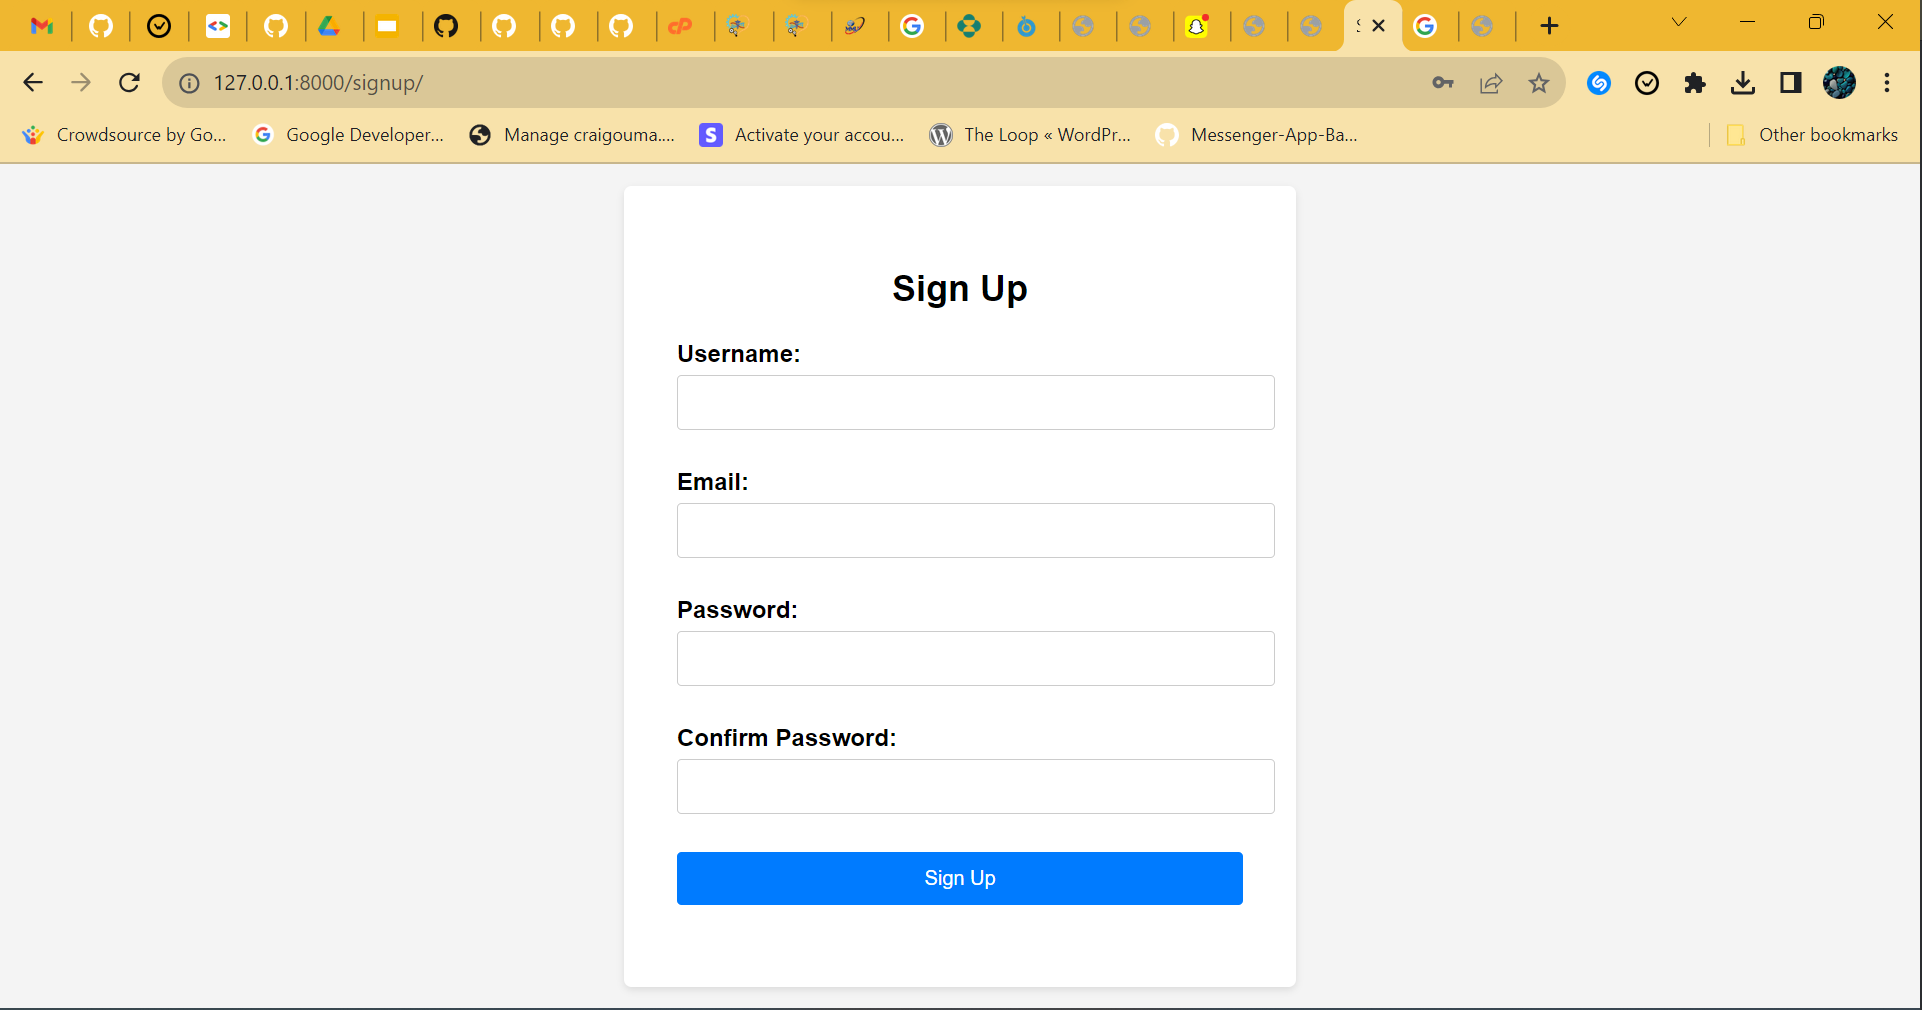 127.0.0.1:8000/signup/
Crowdsource by Go... Google Developer... Manage craigouma.... Activate your accou... The Loop « WordPr... Messenger-App-Ba... Other bookmarks
Sign Up
Username:
Email:
Password:
Confirm Password:
Sign Up